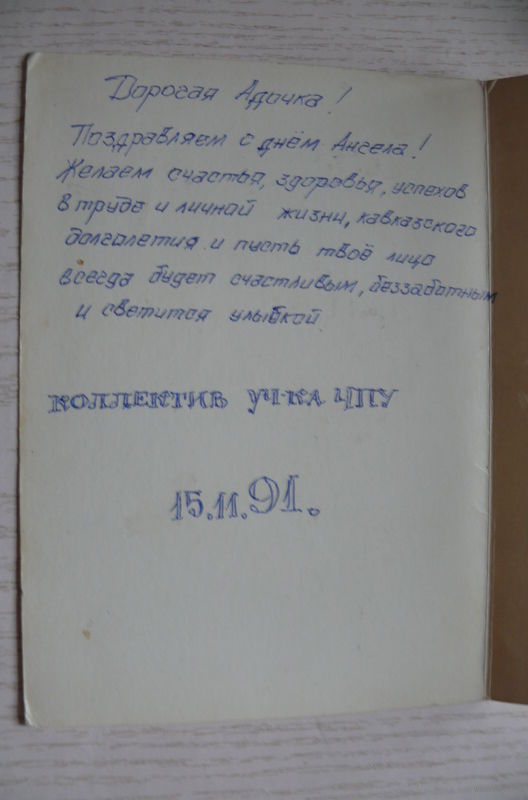 Дорогая Адочка!
Поздравляем с днём Ангела!
Желаем счастья, здоровья, успехов
в труде и личной жизни, кавказского
долголетия и пусть твоё лицо
всегда будет счастливым, беззаботным
и светится улыбкой.
КОЛЛЕКТИВ УЧ-КА ЧПУ
15.11.91.